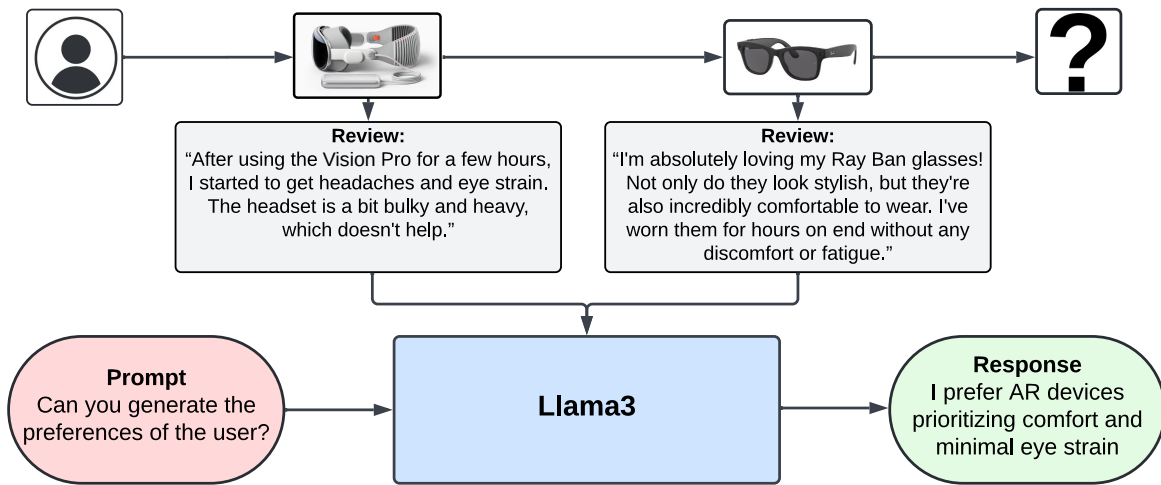 ?
Review:
“After using the Vision Pro for a few hours,
I started to get headaches and eye strain.
The headset is a bit bulky and heavy,
which doesn't help.”
Review:
“I'm absolutely loving my Ray Ban glasses!
Not only do they look stylish, but they're
also incredibly comfortable to wear. I've
worn them for hours on end without any
discomfort or fatigue.”
Prompt
Can you generate the
preferences of the user?
Llama3
Response
I prefer AR devices
prioritizing comfort and
minimal eye strain